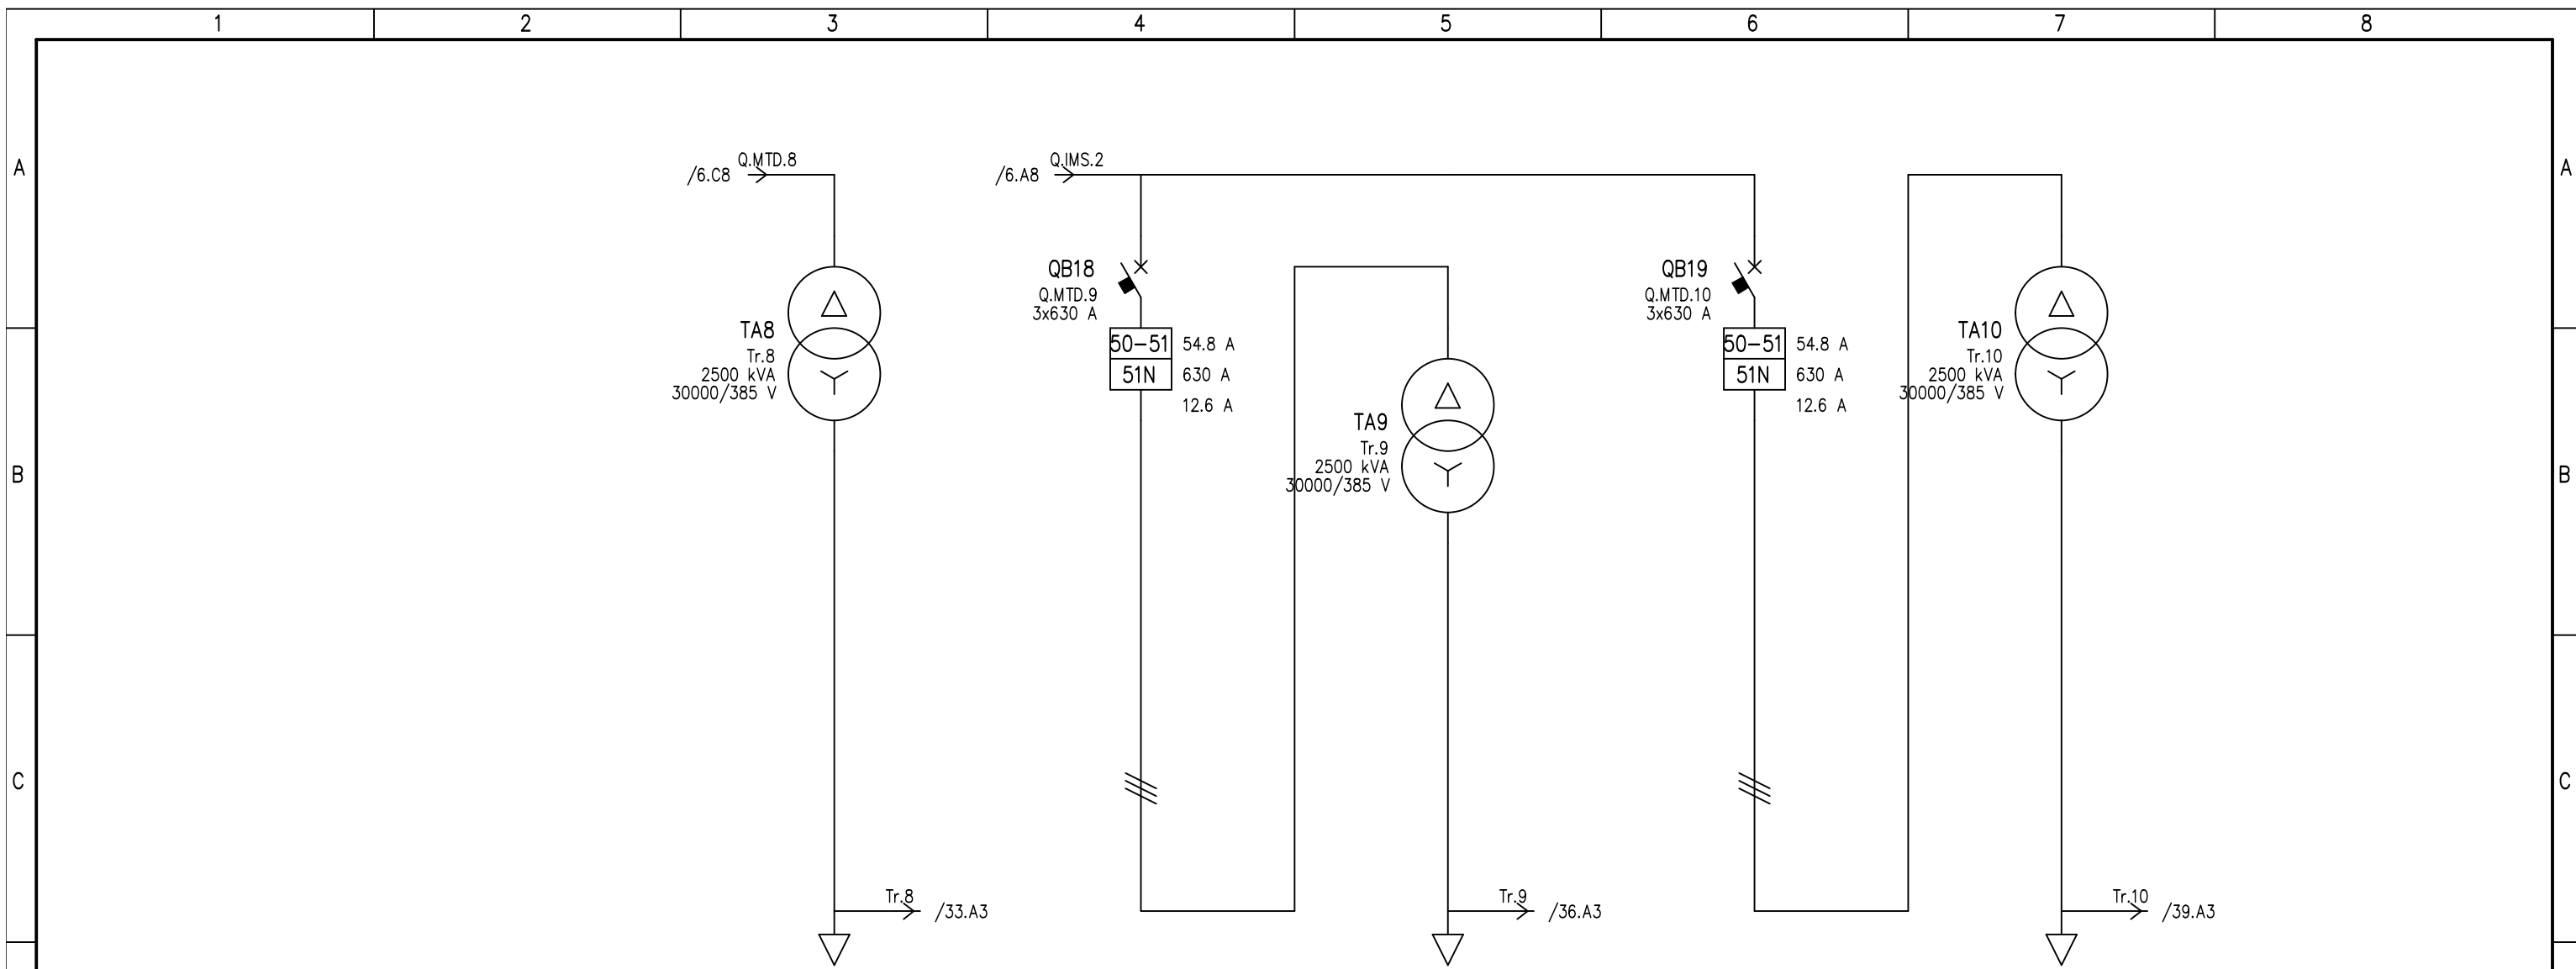 1 2 3 4 5 6 7 8
A A
Q.MTD.8
/6.C8
Q.IMS.2
/6.A8
QB18
Q.MTD.9
3x630 A
50-51 54.8 A
51N 630 A
12.6 A
QB19
Q.MTD.10
3x630 A
50-51 54.8 A
51N 630 A
12.6 A
TA8
Tr.8
2500 kVA
30000/385 V
TA10
Tr.10
2500 kVA
30000/385 V
TA9
Tr.9
2500 kVA
30000/385 V
B B
C C
Tr.8 /33.A3
Tr.9 /36.A3
Tr.10 /39.A3